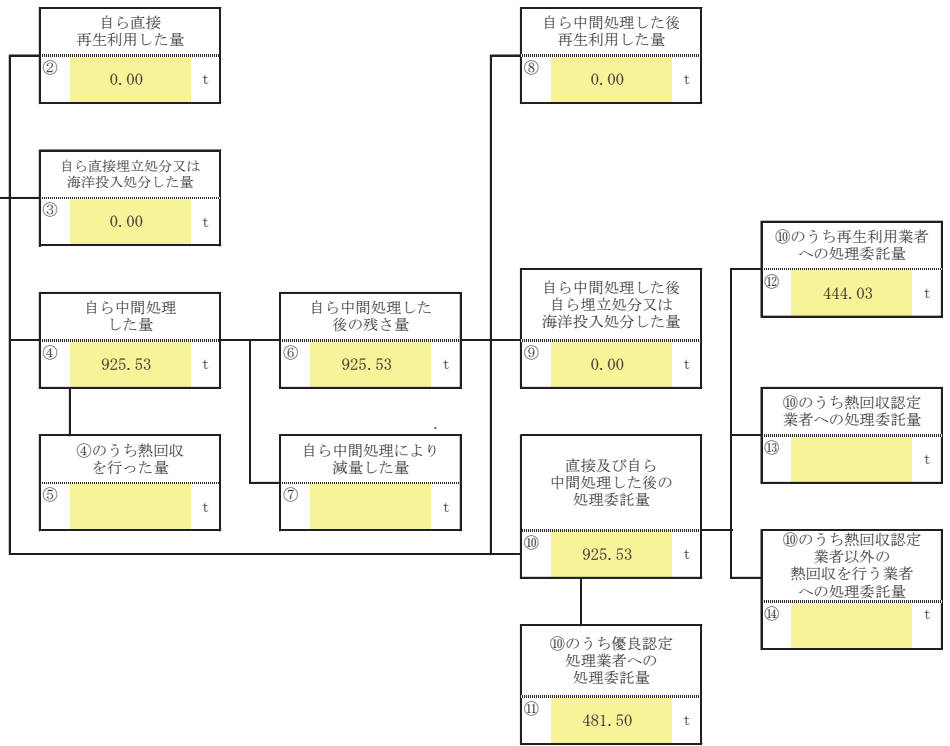 自ら直接
再生利用した量
② 0.00 t
自ら直接埋立処分又は
海洋投入処分した量
③ 0.00 t
自ら中間処理
した量
④ 925.53 t
④のうち熱回収
を行った量
⑤ t
自ら中間処理した
後の残さ量
⑥ 925.53 t
自ら中間処理により
減量した量
⑦ t
自ら中間処理した後
再生利用した量
⑧ 0.00 t
自ら中間処理した後
自ら埋立処分又は
海洋投入処分した量
⑨ 0.00 t
直接及び自ら
中間処理した後の
処理委託量
⑩ 925.53 t
⑩のうち優良認定
処理業者への
処理委託量
⑪ 481.50 t
⑩のうち再生利用業者
への処理委託量
⑫ 444.03 t
⑩のうち熱回収認定
業者への処理委託量
⑬ t
⑩のうち熱回収認定
業者以外の
熱回収を行う業者
への処理委託量
⑭ t